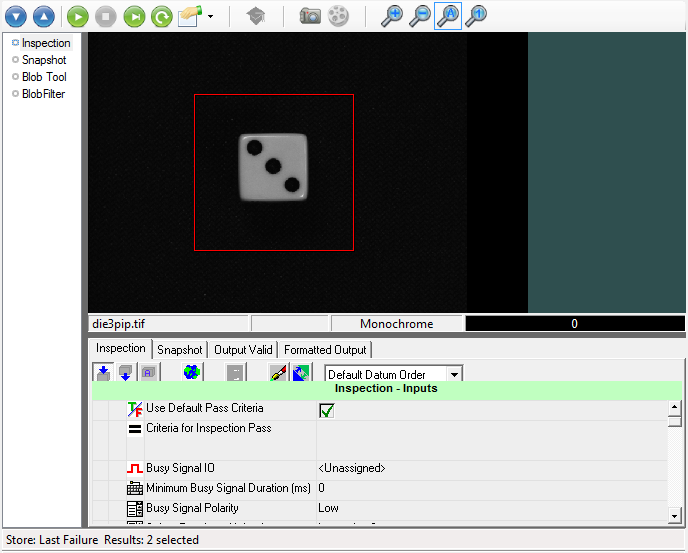 Inspection
Snapshot
Blob Tool
BlobFilter
die3pip.tif
Monochrome
0
Inspection Snapshot Output Valid Formatted Output
Default Datum Order
Inspection - Inputs
Use Default Pass Criteria
Criteria for Inspection Pass
Busy Signal IO <Unassigned>
Minimum Busy Signal Duration (ms) 0
Busy Signal Polarity Low
Store: Last Failure Results: 2 selected